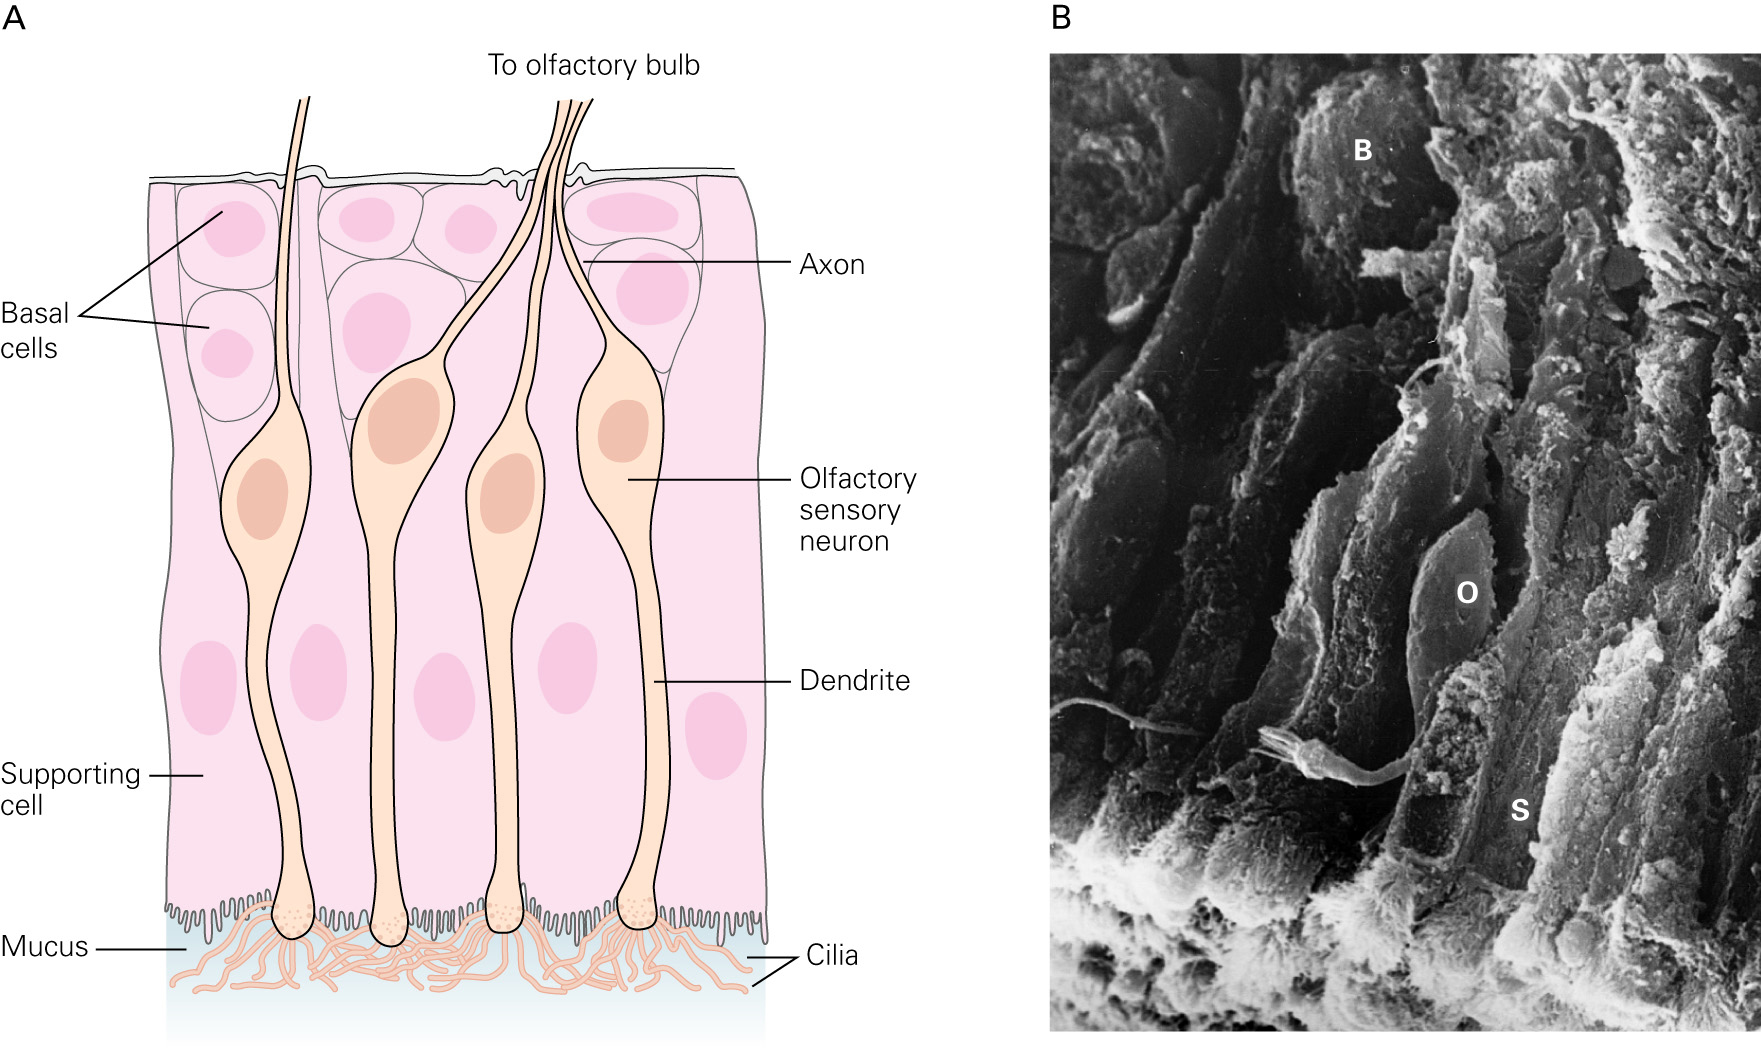 A
To olfactory bulb
Basal
cells
Axon
Olfactory
sensory
neuron
Dendrite
Supporting
cell
Mucus
Cilia
B
B
O
S